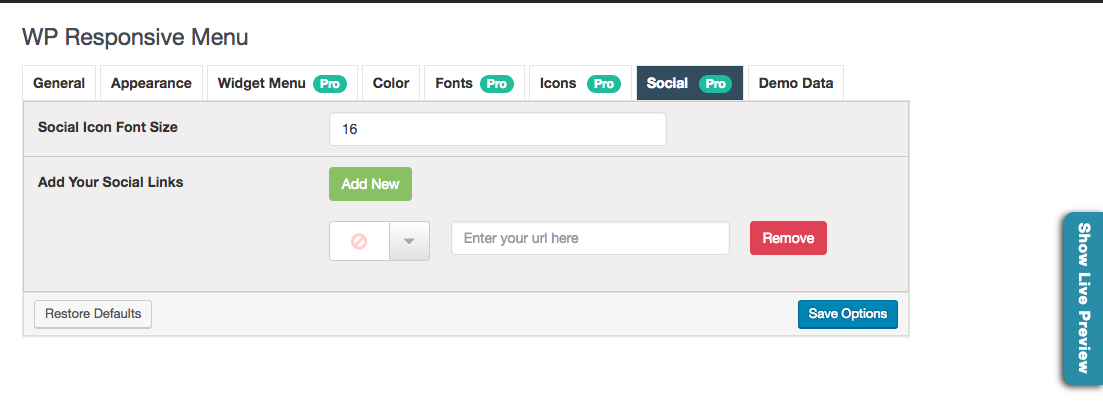 WP Responsive Menu
General Appearance Widget Menu Pro Color Fonts Pro Icons Pro Social Pro Demo Data
Social Icon Font Size 16
Add Your Social Links Add New
Enter your url here Remove
Restore Defaults Save Options
Show Live Preview